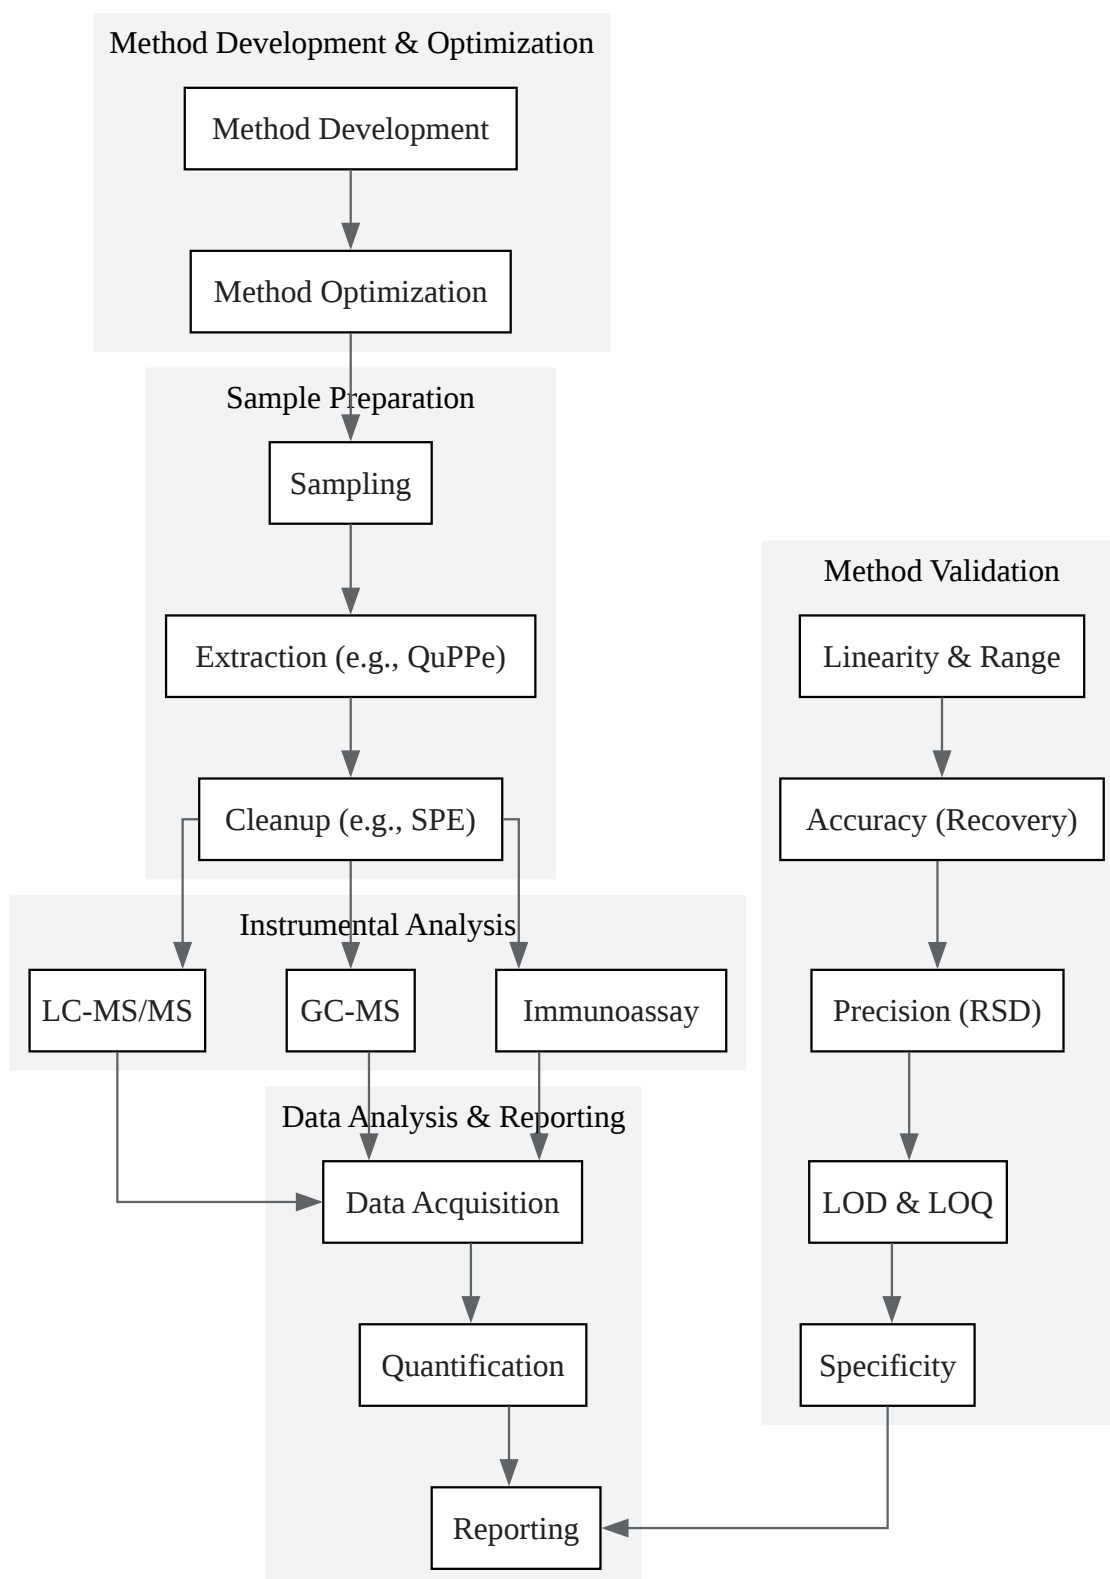 Method Development & Optimization
Method Development
Method Optimization
Sample Preparation
Sampling
Extraction (e.g., QuPPe)
Cleanup (e.g., SPE)
Instrumental Analysis
LC-MS/MS
GC-MS
Immunoassay
Data Analysis & Reporting
Data Acquisition
Quantification
Reporting
Method Validation
Linearity & Range
Accuracy (Recovery)
Precision (RSD)
LOD & LOQ
Specificity